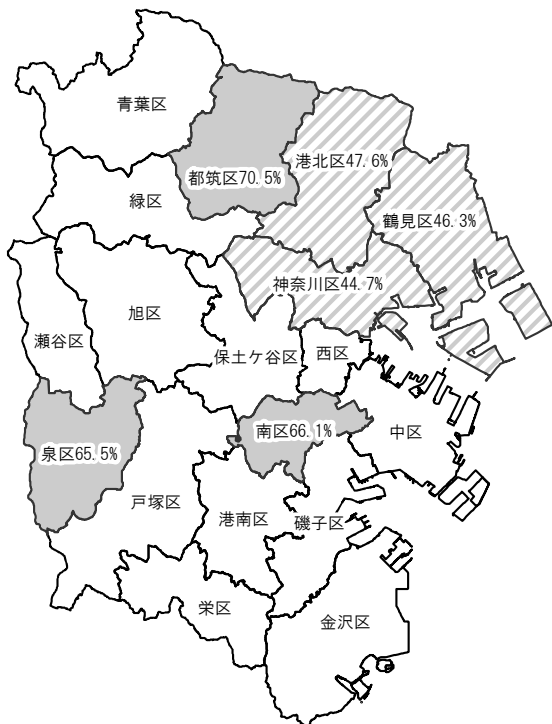 青葉区
都筑区70.5%
港北区47.6%
緑区
鶴見区46.3%
神奈川区44.7%
旭区
瀬谷区
保土ケ谷区
西区
南区66.1%
中区
泉区65.5%
戸塚区
港南区
磯子区
栄区
金沢区